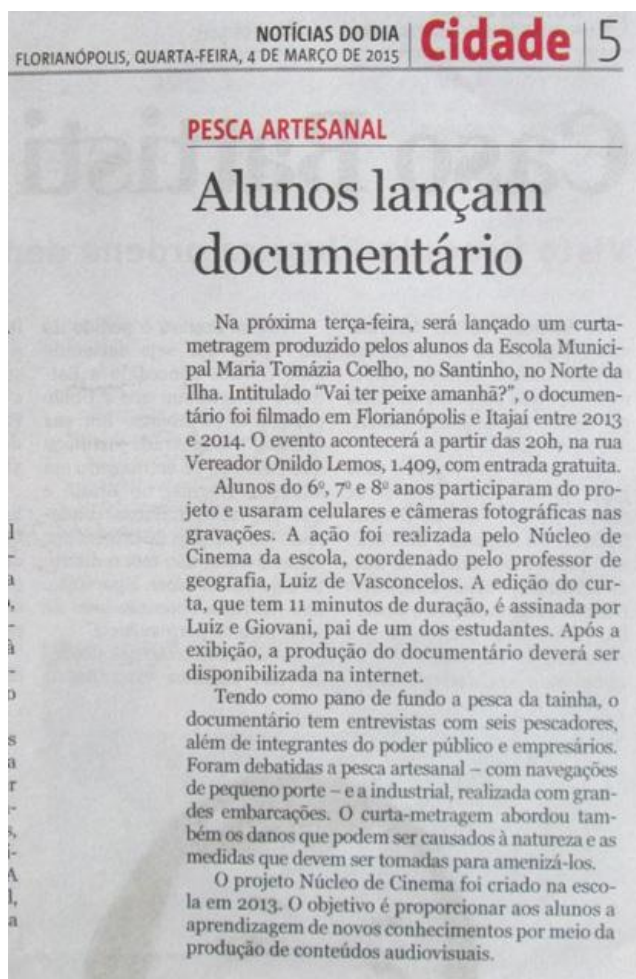 NOTÍCIAS DO DIA
FLORIANÓPOLIS, QUARTA-FEIRA, 4 DE MARÇO DE 2015
Cidade
5
PESCA ARTESANAL
Alunos lançam
documentário
Na próxima terça-feira, será lançado um curta-
metragem produzido pelos alunos da Escola Munici-
pal Maria Tomázia Coelho, no Santinho, no Norte da
Ilha. Intitulado “Vai ter peixe amanhã?”, o documen-
tário foi filmado em Florianópolis e Itajaí entre 2013
e 2014. O evento acontecerá a partir das 20h, na rua
Vereador Onildo Lemos, 1.409, com entrada gratuita.
Alunos do 6º, 7º e 8º anos participaram do pro-
jeto e usaram celulares e câmeras fotográficas nas
gravações. A ação foi realizada pelo Núcleo de
Cinema da escola, coordenado pelo professor de
geografia, Luiz de Vasconcelos. A edição do cur-
ta, que tem 11 minutos de duração, é assinada por
Luiz e Giovani, pai de um dos estudantes. Após a
exibição, a produção do documentário deverá ser
disponibilizada na internet.
Tendo como pano de fundo a pesca da tainha, o
documentário tem entrevistas com seis pescadores,
além de integrantes do poder público e empresários.
Foram debatidas a pesca artesanal – com navegações
de pequeno porte – e a industrial, realizada com gran-
des embarcações. O curta-metragem abordou tam-
bém os danos que podem ser causados à natureza e as
medidas que devem ser tomadas para amenizá-los.
O projeto Núcleo de Cinema foi criado na esco-
la em 2013. O objetivo é proporcionar aos alunos a
aprendizagem de novos conhecimentos por meio da
produção de conteúdos audiovisuais.